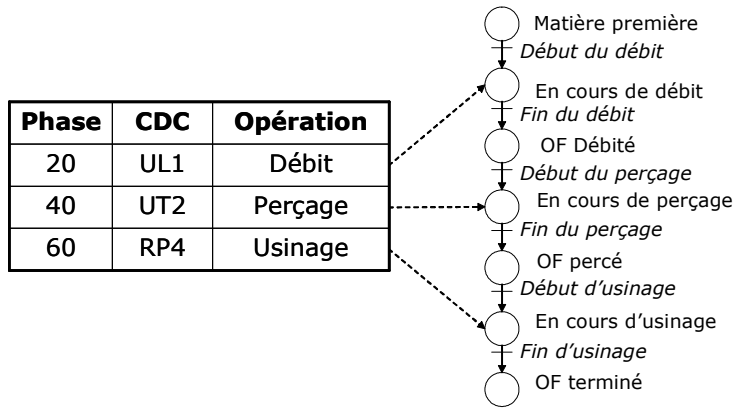 Phase CDC Opération
20 UL1 Débit
40 UT2 Perçage
60 RP4 Usinage
Matière première
Début du débit
En cours de débit
Fin du débit
OF Débité
Début du perçage
En cours de perçage
Fin du perçage
OF percé
Début d’usinage
En cours d’usinage
Fin d’usinage
OF terminé